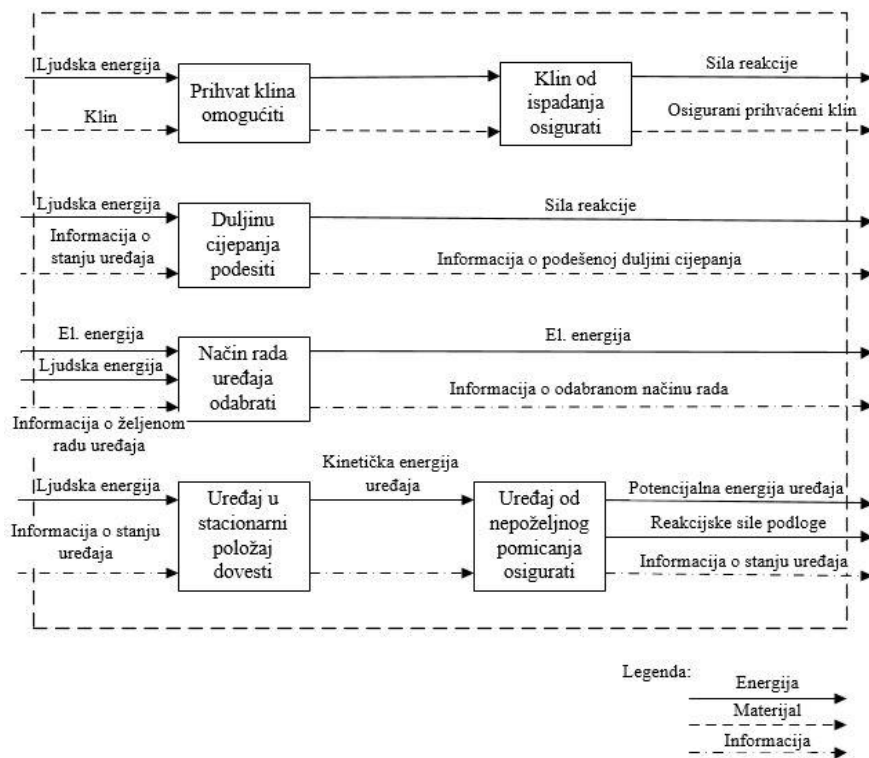 Ljudska energija
Klin
Prihvat klina
omogućiti
Klin od
ispadanja
osigurati
Sila reakcije
Osigurani prihvaćeni klin
Ljudska energija
Informacija o
stanju uređaja
Duljinu
cijepanja
podesiti
Sila reakcije
Informacija o podešenoj duljini cijepanja
El. energija
Ljudska energija
Informacija o željenom
radu uređaja
Način rada
uređaja
odabrati
El. energija
Informacija o odabranom načinu rada
Ljudska energija
Informacija o stanju
uređaja
Uređaj u
stacionarni
položaj
dovesti
Kinetička energija
uređaja
Uređaj od
nepoželjnog
pomicanja
osigurati
Potencijalna energija uređaja
Reakcijske sile podloge
Informacija o stanju uređaja
Legenda:
Energija
Materijal
Informacija